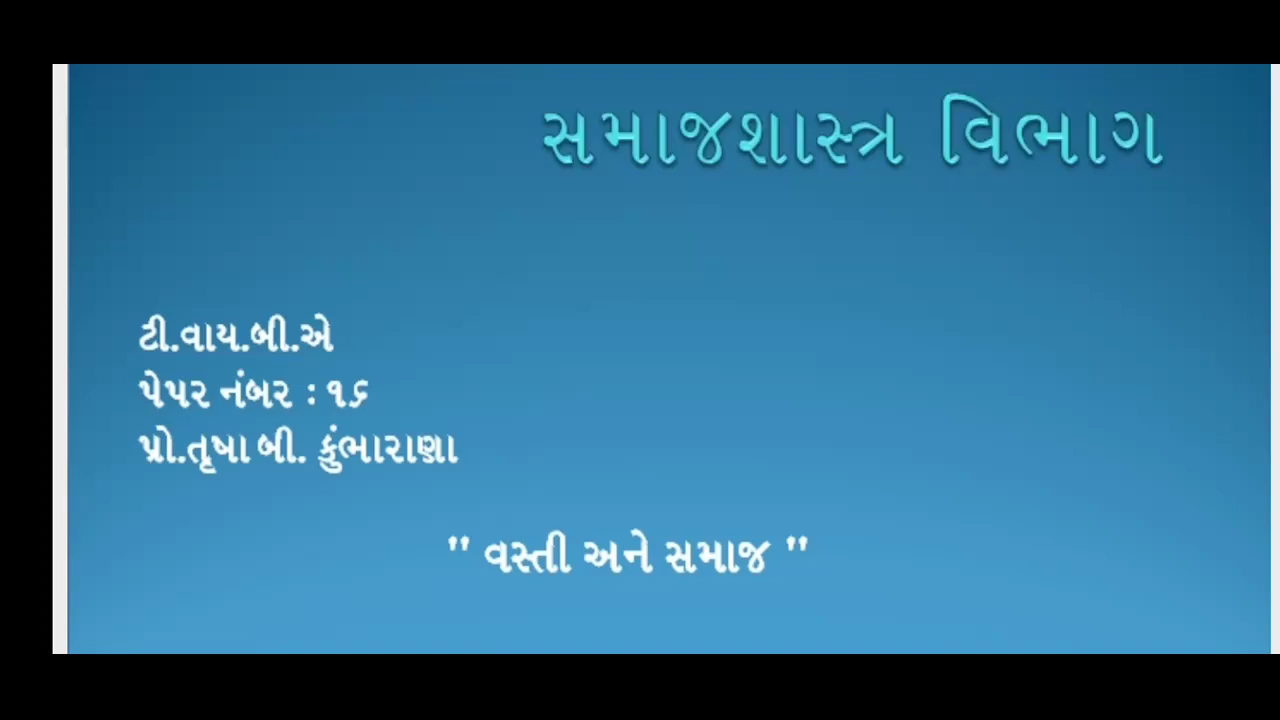 સમાજશાસ્ત્ર વિભાગ
ટી.વાય.બી.એ
પેપર નંબર : ૧૬
પ્રો.તૃષા બી. કુંભારાણા
" વસ્તી અને સમાજ "